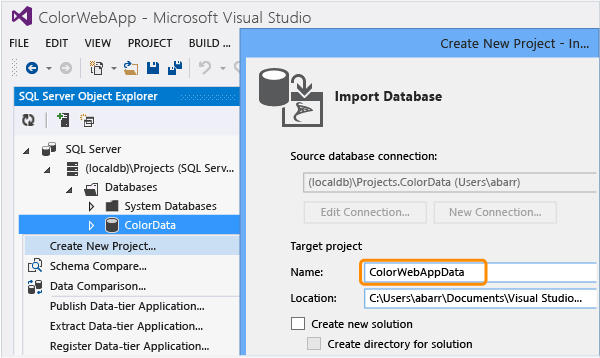 ColorWebApp - Microsoft Visual Studio
FILE EDIT VIEW PROJECT BUILD ...
SQL Server Object Explorer
SQL Server
(localdb)\Projects (SQL Serv...
Databases
System Databases
ColorData
Create New Project...
Schema Compare...
Data Comparison...
Publish Data-tier Application...
Extract Data-tier Application...
Register Data-tier Application...
Create New Project - In...
Import Database
Source database connection:
(localdb)\Projects.ColorData (Users\abarr)
Edit Connection... New Connection...
Target project
Name: ColorWebAppData
Location: C:\Users\abarr\Documents\Visual Studio...
Create new solution
Create directory for solution